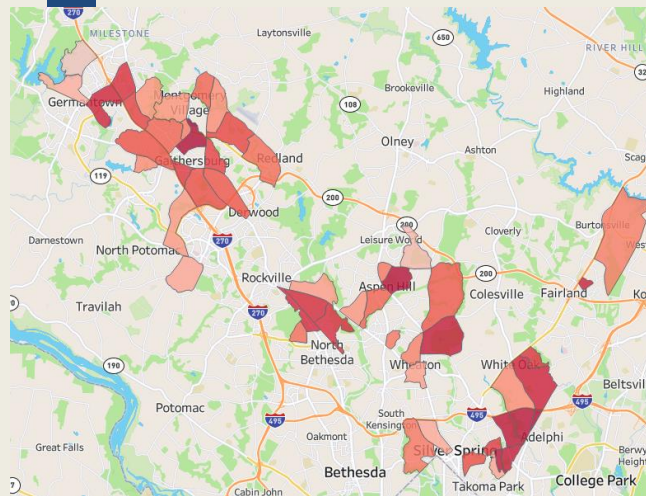 270
MILESTONE
Laytonsville
650
RIVER HILL
Brookeville
Highland
Germantown
Montgomery
Village
108
Olney
Ashton
Gaithersburg
Redland
119
200
Derwood
200
Leisure World
Cloverly
Burtonsville
Darnestown
North Potomac
270
Rockville
Aspen Hill
200
Colesville
Fairland
Travilah
270
North
Bethesda
Wheaton
White Oak
190
Potomac
495
Beltsvi
South
Kensington
495
495
Great Falls
Oakmont
Silver Spring
Adelphi
Bethesda
Cabin John
Takoma Park
College Park